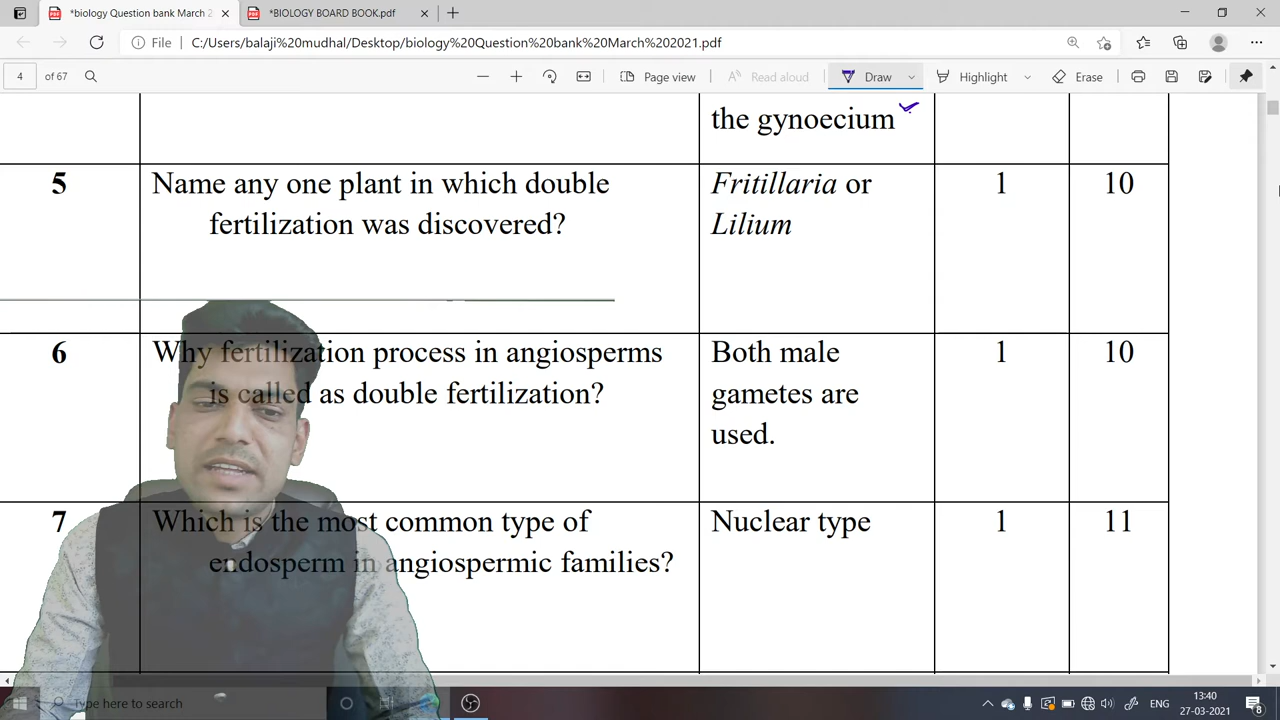 *biology Question bank March 2
*BIOLOGY BOARD BOOK.pdf
File
C:/Users/balaji%20mudhal/Desktop/biology%20Question%20bank%20March%202021.pdf
4 of 67
Page view
Read aloud
Draw
Highlight
Erase
the gynoecium
5 Name any one plant in which double Fritillaria or 1 10
fertilization was discovered? Lilium
6 Why fertilization process in angiosperms Both male 1 10
is called as double fertilization? gametes are
used.
7 Which is the most common type of Nuclear type 1 11
endosperm in angiospermic families?
Type here to search
ENG
13:40
27-03-2021
8